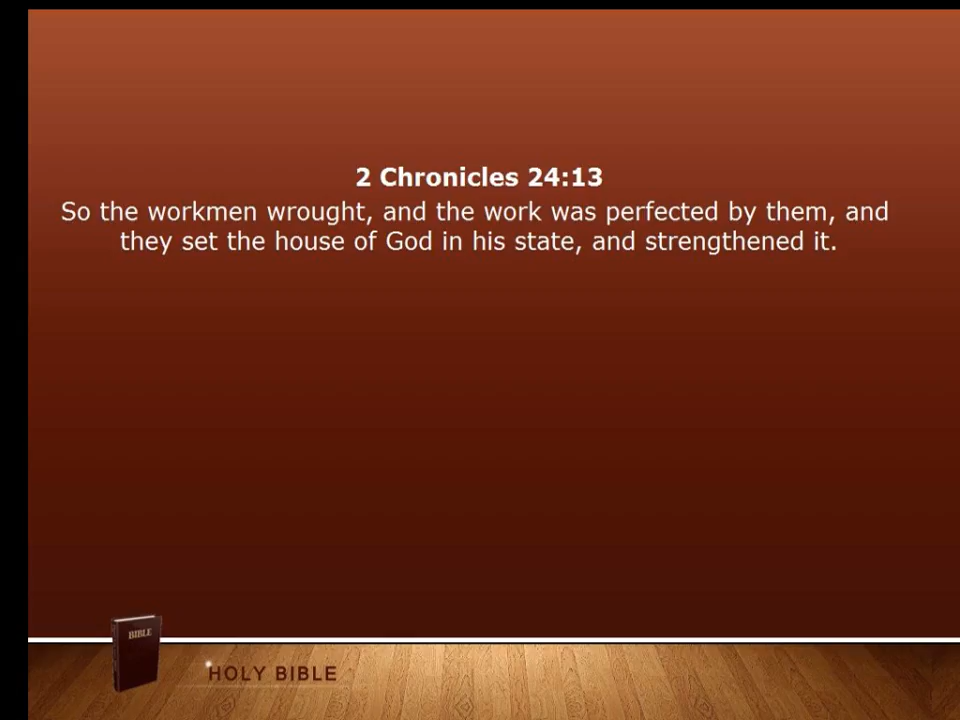 2 Chronicles 24:13
So the workmen wrought, and the work was perfected by them, and
they set the house of God in his state, and strengthened it.
BIBLE
HOLY BIBLE